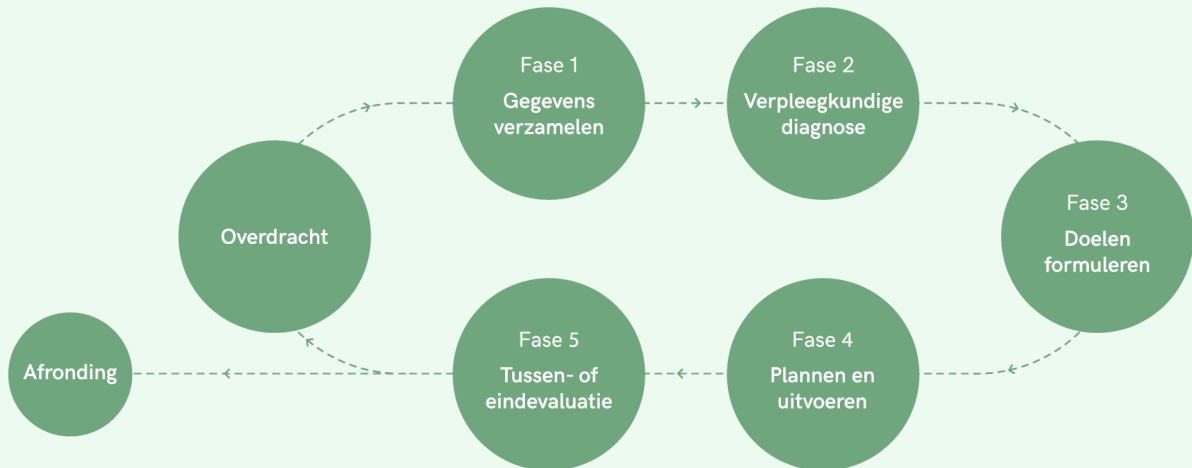 Fase 1
Gegevens
verzamelen
Fase 2
Verpleegkundige
diagnose
Fase 3
Doelen
formuleren
Fase 4
Plannen en
uitvoeren
Fase 5
Tussen- of
eindevaluatie
Overdracht
Afronding